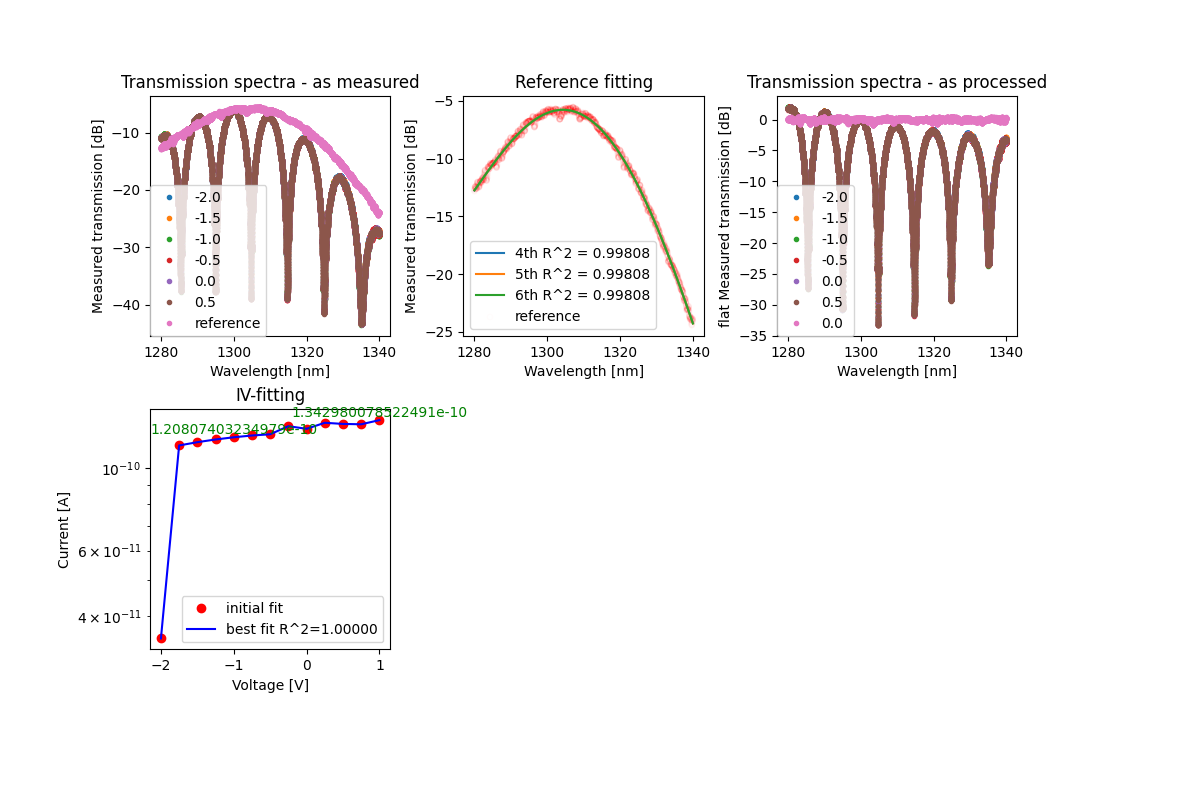 Transmission spectra - as measured
Measured transmission [dB]
−10
−20
−30
−40
-2.0
-1.5
-1.0
-0.5
0.0
0.5
reference
1280
1300
1320
1340
Wavelength [nm]
Reference fitting
Measured transmission [dB]
−5
−10
−15
−20
−25
4th R^2 = 0.99808
5th R^2 = 0.99808
6th R^2 = 0.99808
reference
1280
1300
1320
1340
Wavelength [nm]
Transmission spectra - as processed
flat Measured transmission [dB]
0
−5
−10
−15
−20
−25
−30
−35
-2.0
-1.5
-1.0
-0.5
0.0
0.5
0.0
1280
1300
1320
1340
Wavelength [nm]
IV-fitting
Current [A]
10⁻¹⁰
6 × 10⁻¹¹
4 × 10⁻¹¹
1.342980078522491e-10
1.20807403234979e-10
initial fit
best fit R^2=1.00000
−2
−1
0
1
Voltage [V]